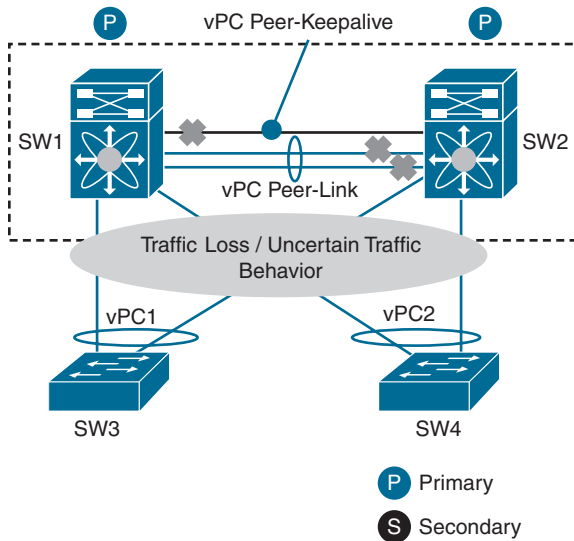 P
vPC Peer-Keepalive
P
SW1
SW2
vPC Peer-Link
Traffic Loss / Uncertain Traffic
Behavior
vPC1
vPC2
SW3
SW4
P Primary
S Secondary